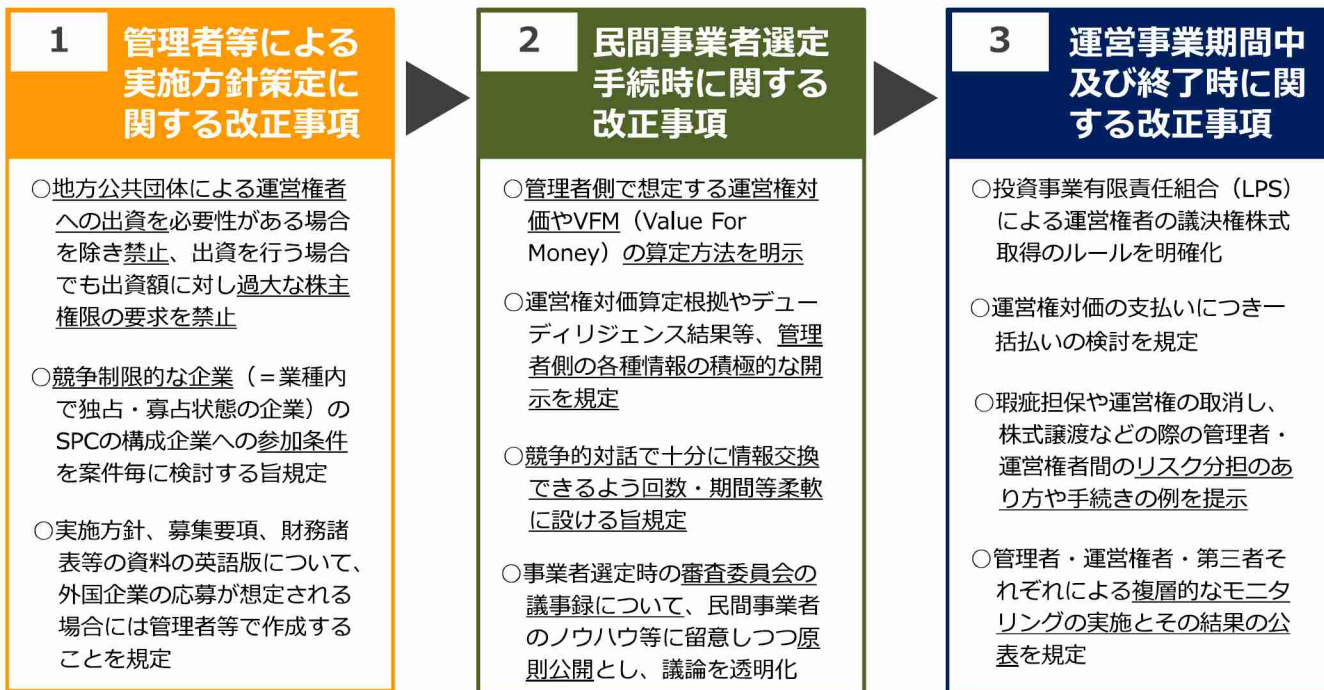 1
管理者等による
実施方針策定に
関する改正事項
○地方公共団体による運営権者
への出資を必要性がある場合
を除き禁止、出資を行う場合
でも出資額に対し過大な株主
権限の要求を禁止
○競争制限的な企業（＝業種内
で独占・寡占状態の企業）の
SPCの構成企業への参加条件
を案件毎に検討する旨規定
○実施方針、募集要項、財務諸
表等の資料の英語版について、
外国企業の応募が想定される
場合には管理者等で作成する
ことを規定
2
民間事業者選定
手続時に関する
改正事項
○管理者側で想定する運営権対
価やVFM（Value For
Money）の算定方法を明示
○運営権対価算定根拠やデュー
ディリジェンス結果等、管理
者側の各種情報の積極的な開
示を規定
○競争的対話で十分に情報交換
できるよう回数・期間等柔軟
に設ける旨規定
○事業者選定時の審査委員会の
議事録について、民間事業者
のノウハウ等に留意しつつ原
則公開とし、議論を透明化
3
運営事業期間中
及び終了時に関
する改正事項
○投資事業有限責任組合（LPS）
による運営権者の議決権株式
取得のルールを明確化
○運営権対価の支払いにつき一
括払いの検討を規定
○瑕疵担保や運営権の取消し、
株式譲渡などの際の管理者・
運営権者間のリスク分担のあ
り方や手続きの例を提示
○管理者・運営権者・第三者そ
れぞれによる複層的なモニタ
リングの実施とその結果の公
表を規定